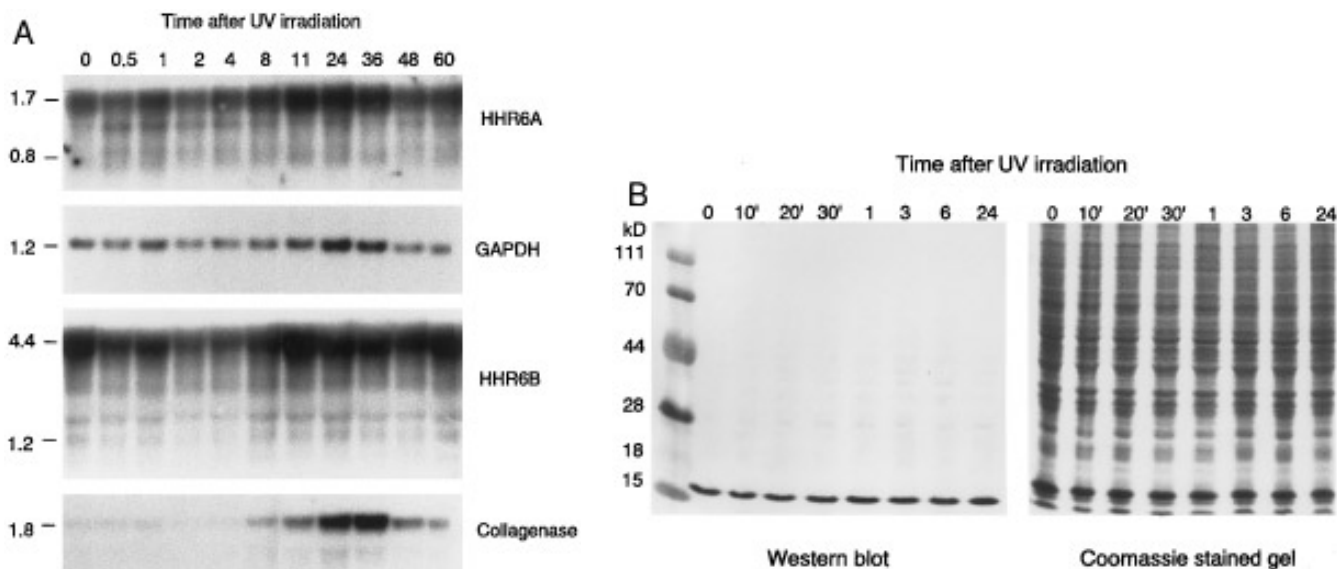 A
Time after UV irradiation
0 0.5 1 2 4 8 11 24 36 48 60
1.7
HHR6A
0.8
1.2
GAPDH
4.4
HHR6B
1.2
1.8
Collagenase
Time after UV irradiation
B
0 10' 20' 30' 1 3 6 24
0 10' 20' 30' 1 3 6 24
kD
111
70
44
28
18
15
Western blot
Coomassie stained gel